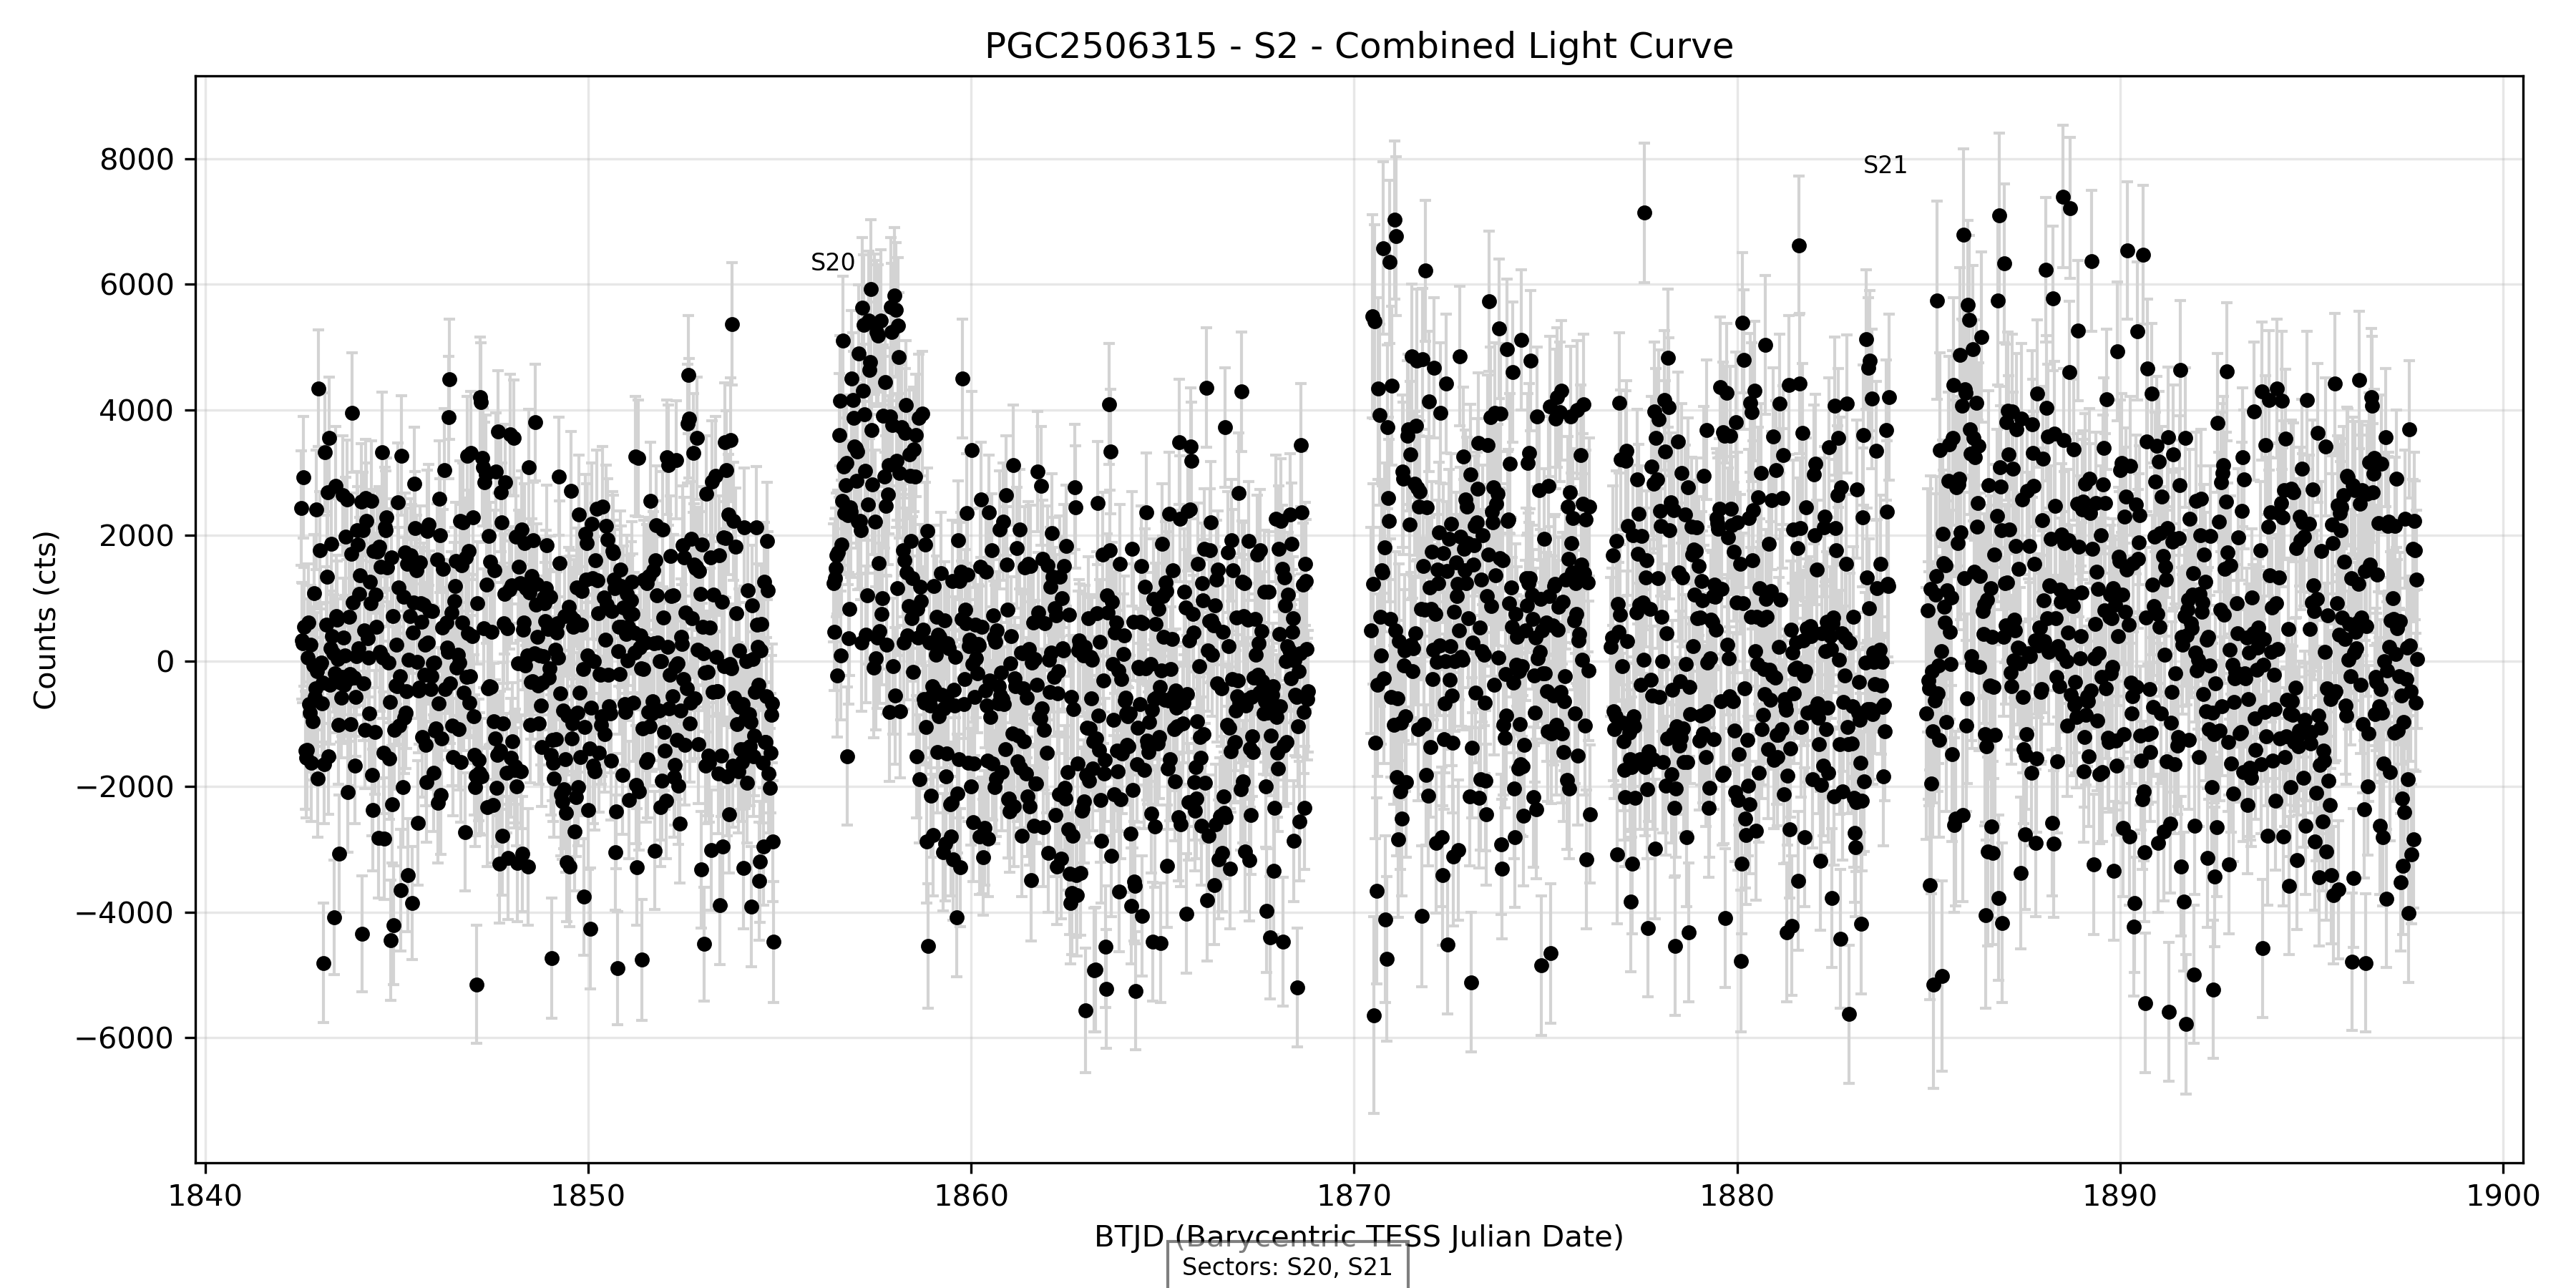 PGC2506315 - S2 - Combined Light Curve
8000
6000
4000
2000
0
−2000
−4000
−6000
Counts (cts)
S20
S21
1840 1850 1860 1870 1880 1890 1900
BTJD (Barycentric TESS Julian Date)
Sectors: S20, S21